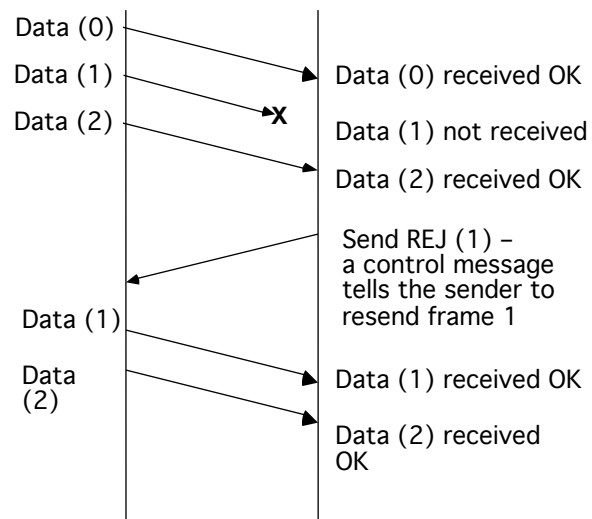 Data (0)
Data (1)
Data (0) received OK
X
Data (2)
Data (1) not received
Data (2) received OK
Send REJ (1) –
a control message
tells the sender to
resend frame 1
Data (1)
Data
(2)
Data (1) received OK
Data (2) received
OK